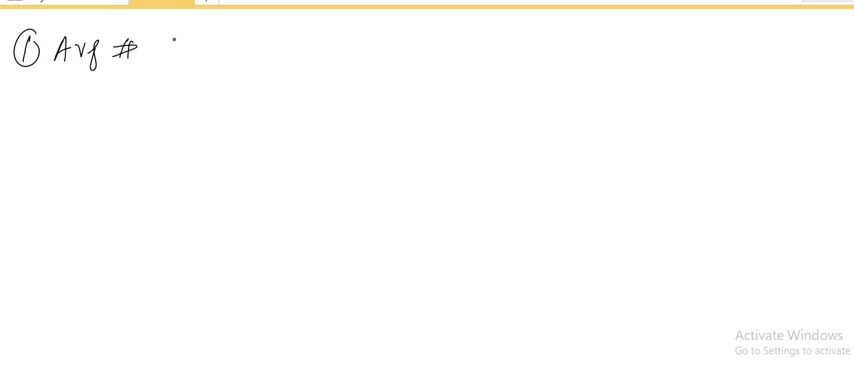 ① Avg #
Activate Windows
Go to Settings to activate